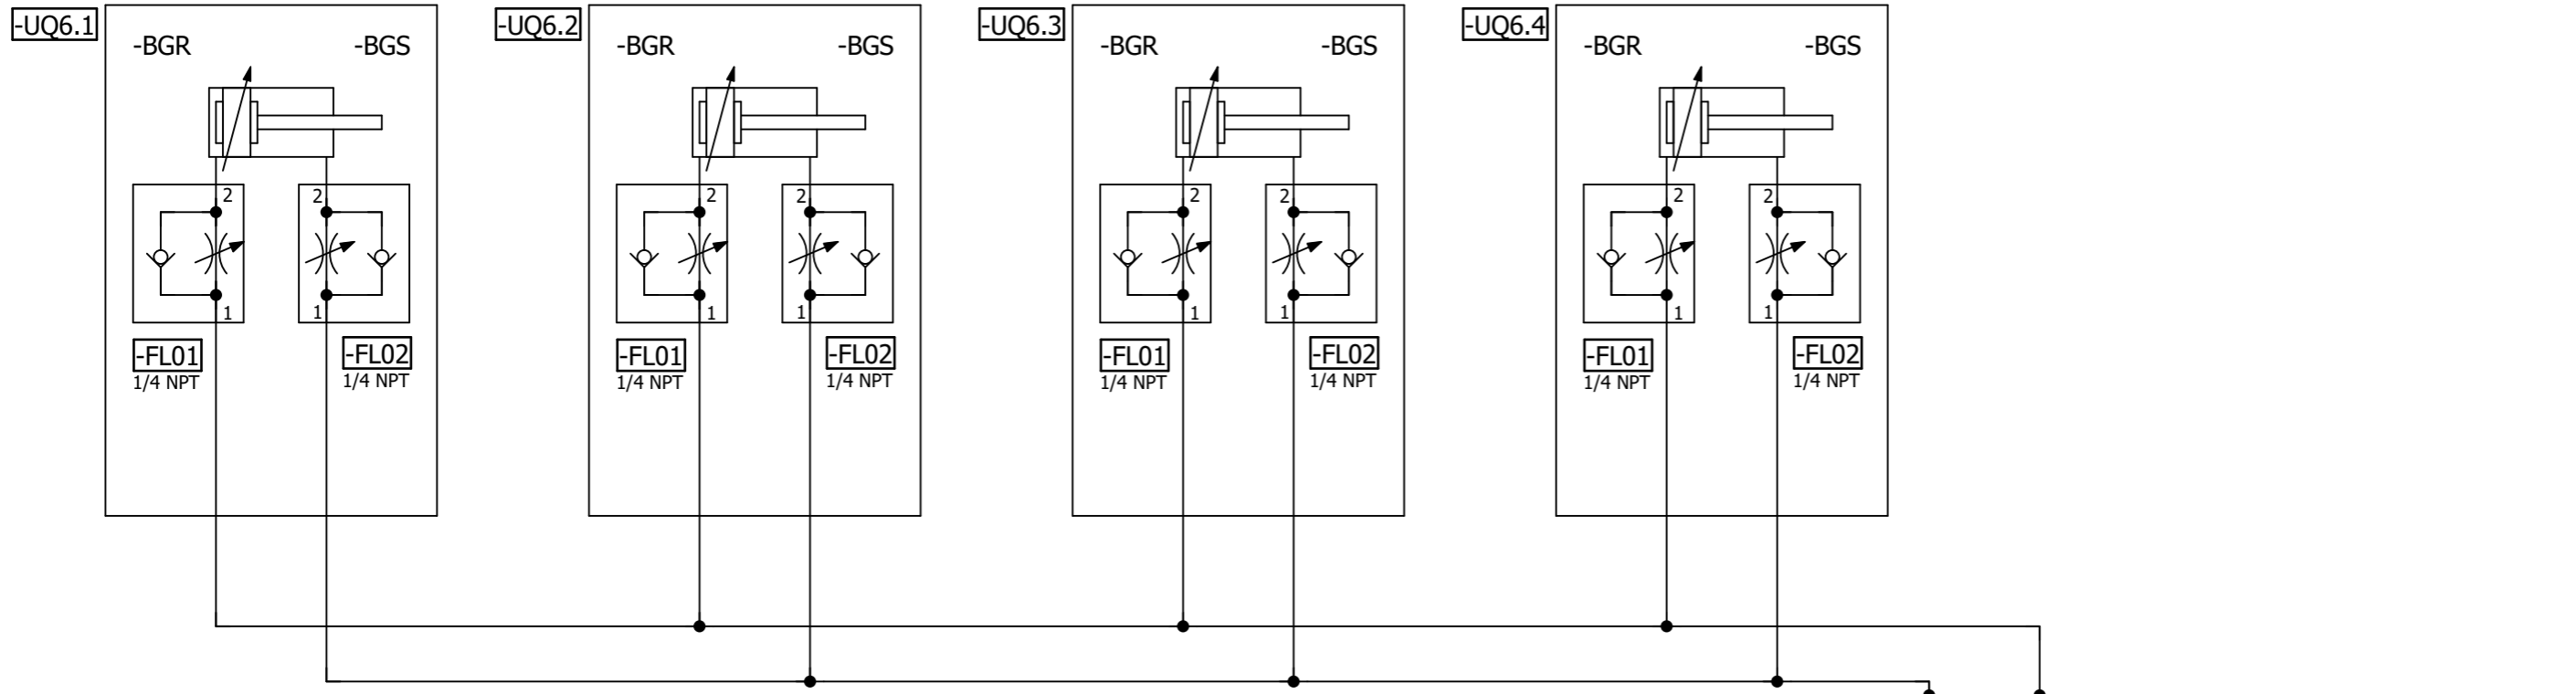 -UQ6.1
-BGR
-BGS
2
2
1
1
-FL01
1/4 NPT
-FL02
1/4 NPT
-UQ6.2
-BGR
-BGS
2
2
1
1
-FL01
1/4 NPT
-FL02
1/4 NPT
-UQ6.3
-BGR
-BGS
2
2
1
1
-FL01
1/4 NPT
-FL02
1/4 NPT
-UQ6.4
-BGR
-BGS
2
2
1
1
-FL01
1/4 NPT
-FL02
1/4 NPT